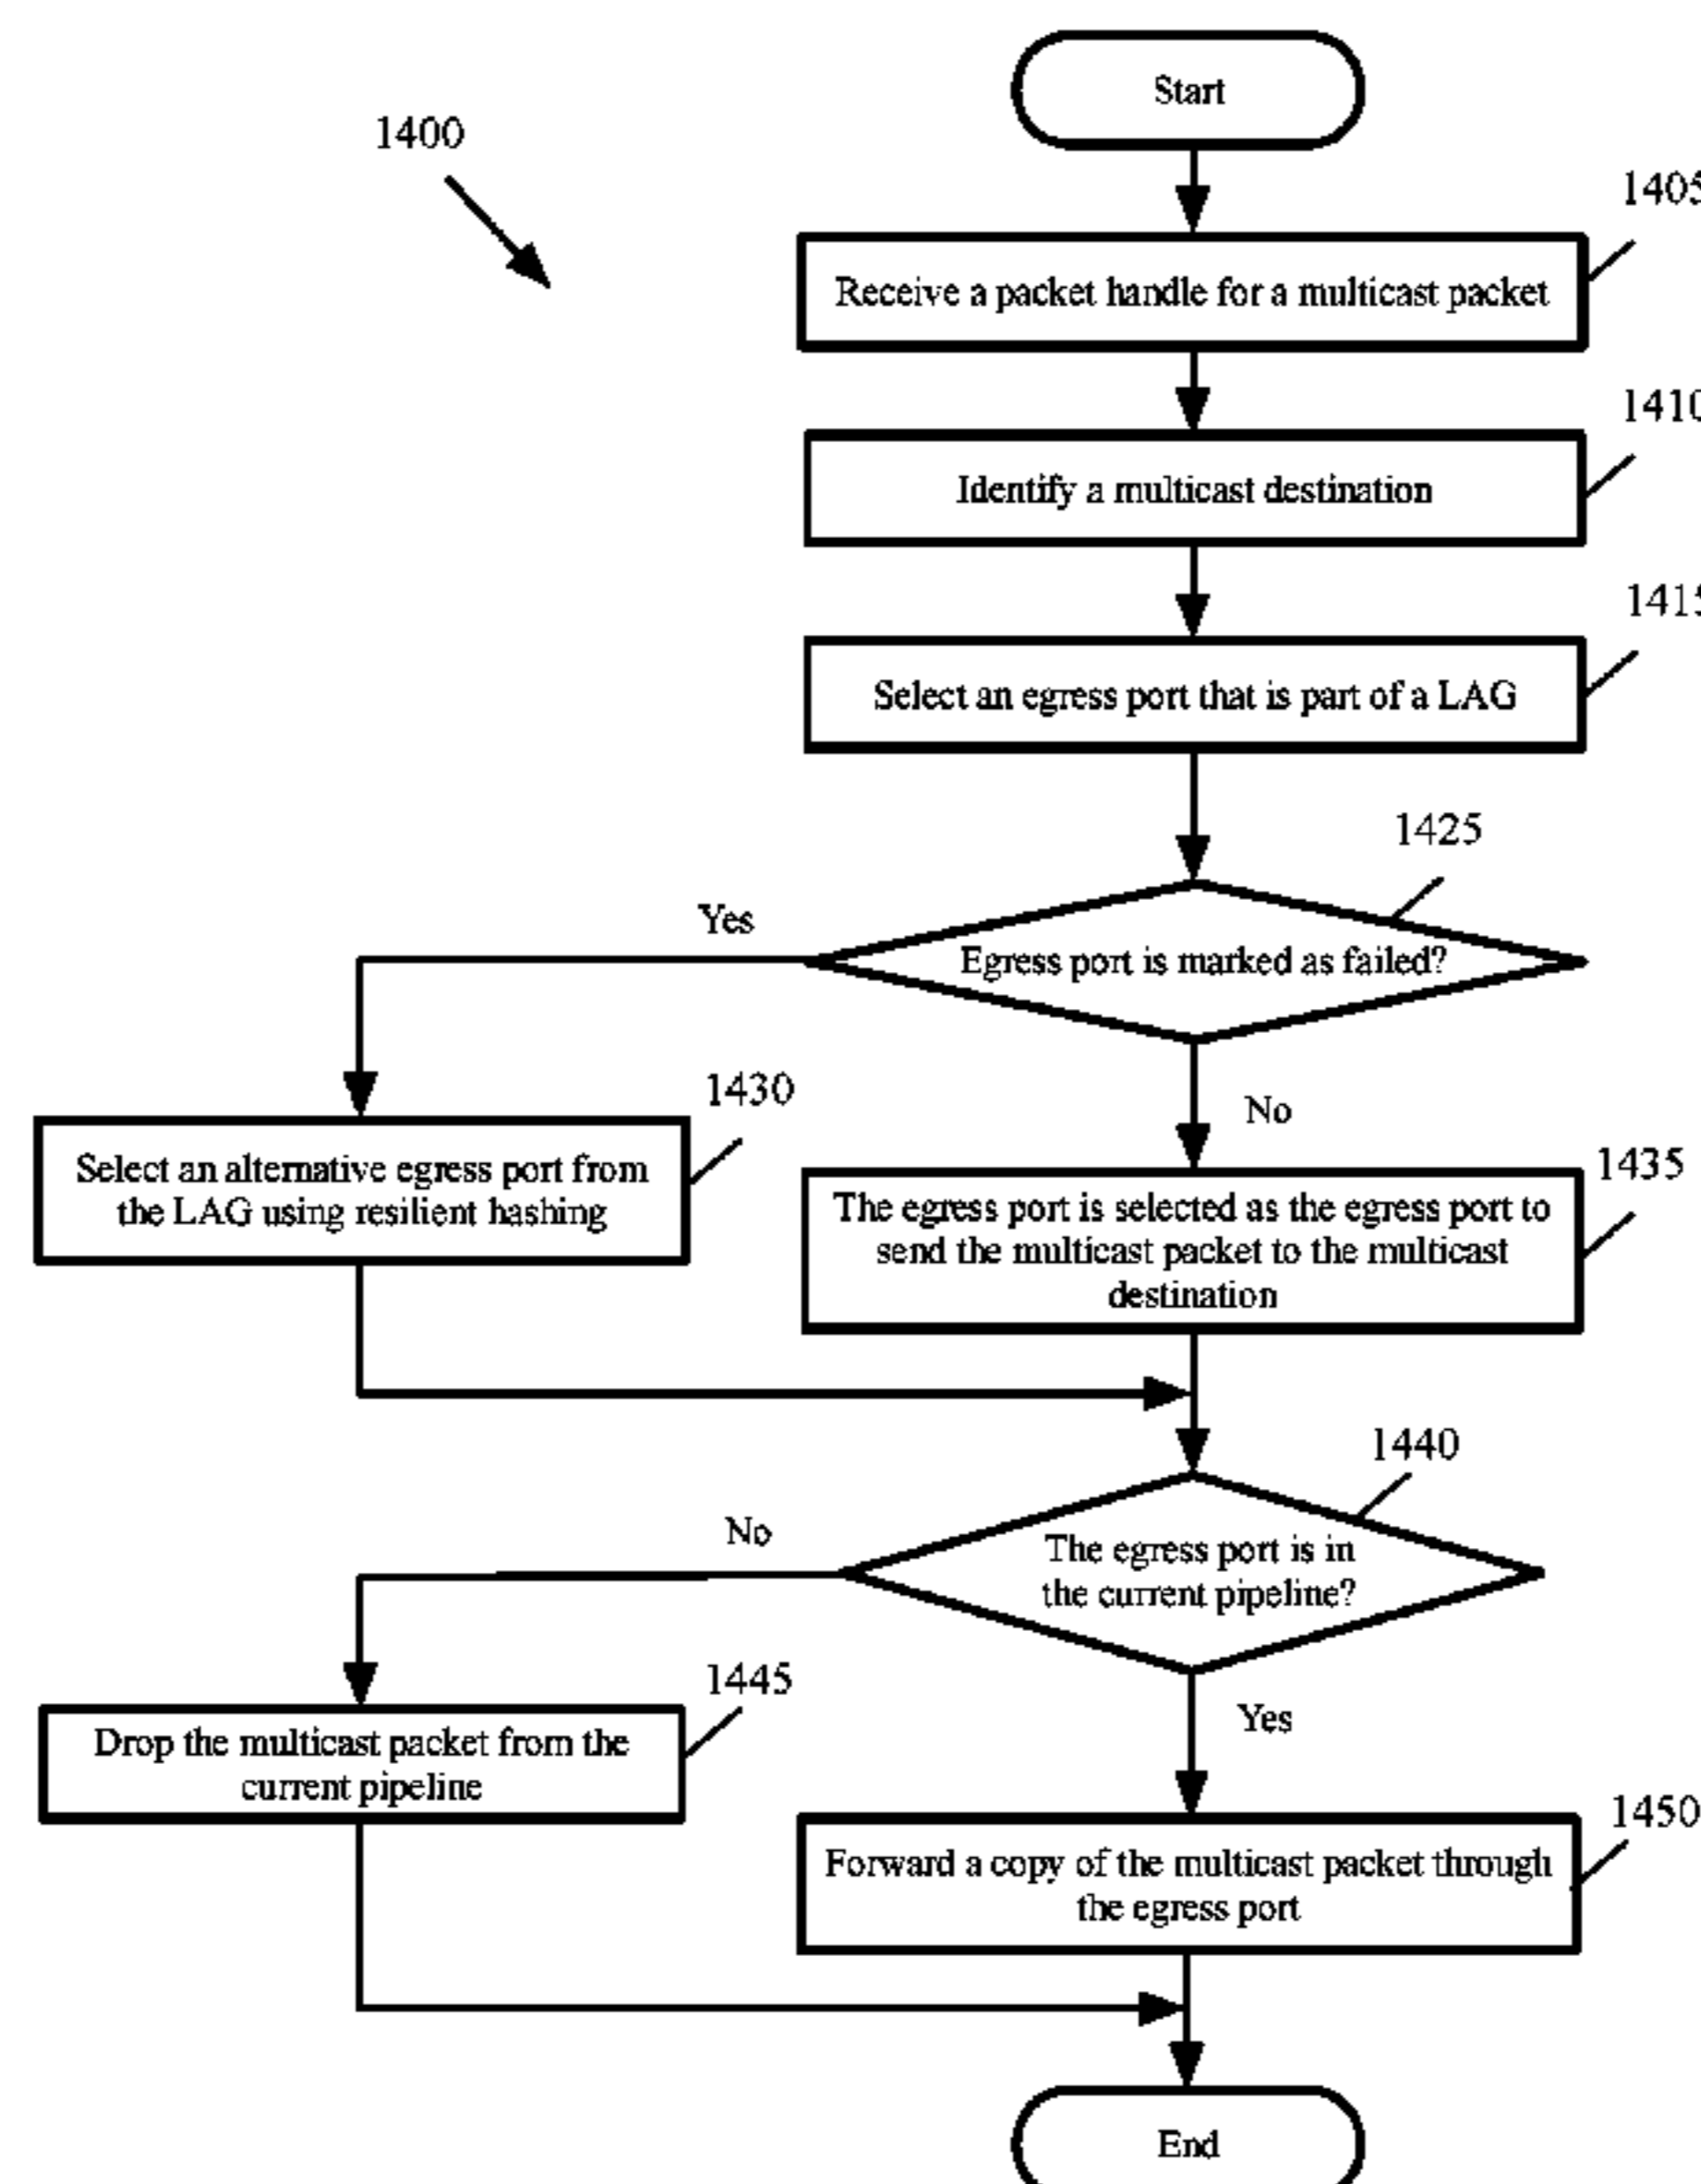 Start
1400
1405
Receive a packet handle for a multicast packet
1410
Identify a multicast destination
1415
Select an egress port that is part of a LAG
1425
Yes
Egress port is marked as failed?
1430
No
Select an alternative egress port from
the LAG using resilient hashing
1435
The egress port is selected as the egress port to
send the multicast packet to the multicast
destination
1440
No
The egress port is in
the current pipeline?
1445
Yes
Drop the multicast packet from the
current pipeline
1450
Forward a copy of the multicast packet through
the egress port
End